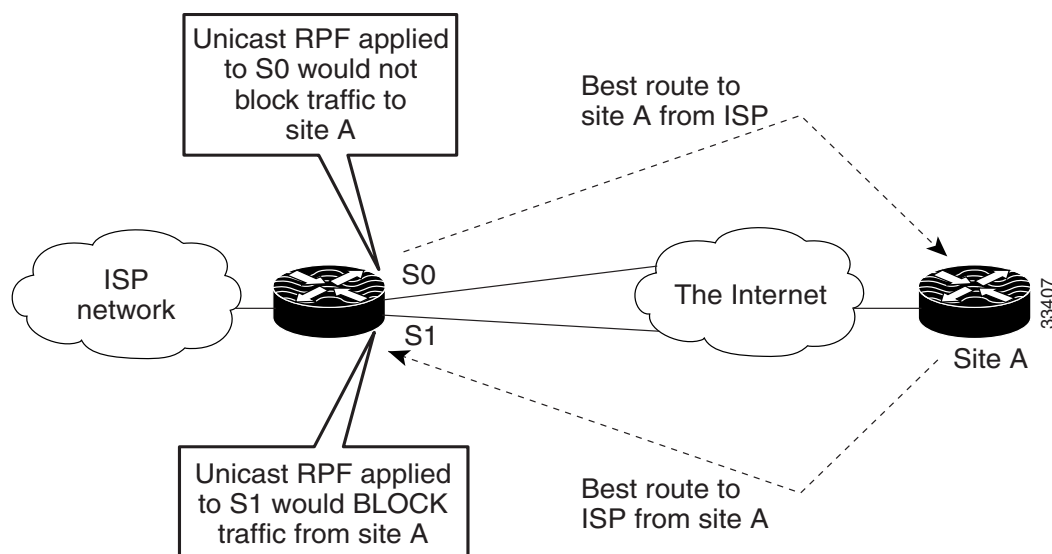 Unicast RPF applied
to S0 would not
block traffic to
site A
Best route to
site A from ISP
ISP
network
S0
S1
The Internet
Site A
33407
Unicast RPF applied
to S1 would BLOCK
traffic from site A
Best route to
ISP from site A